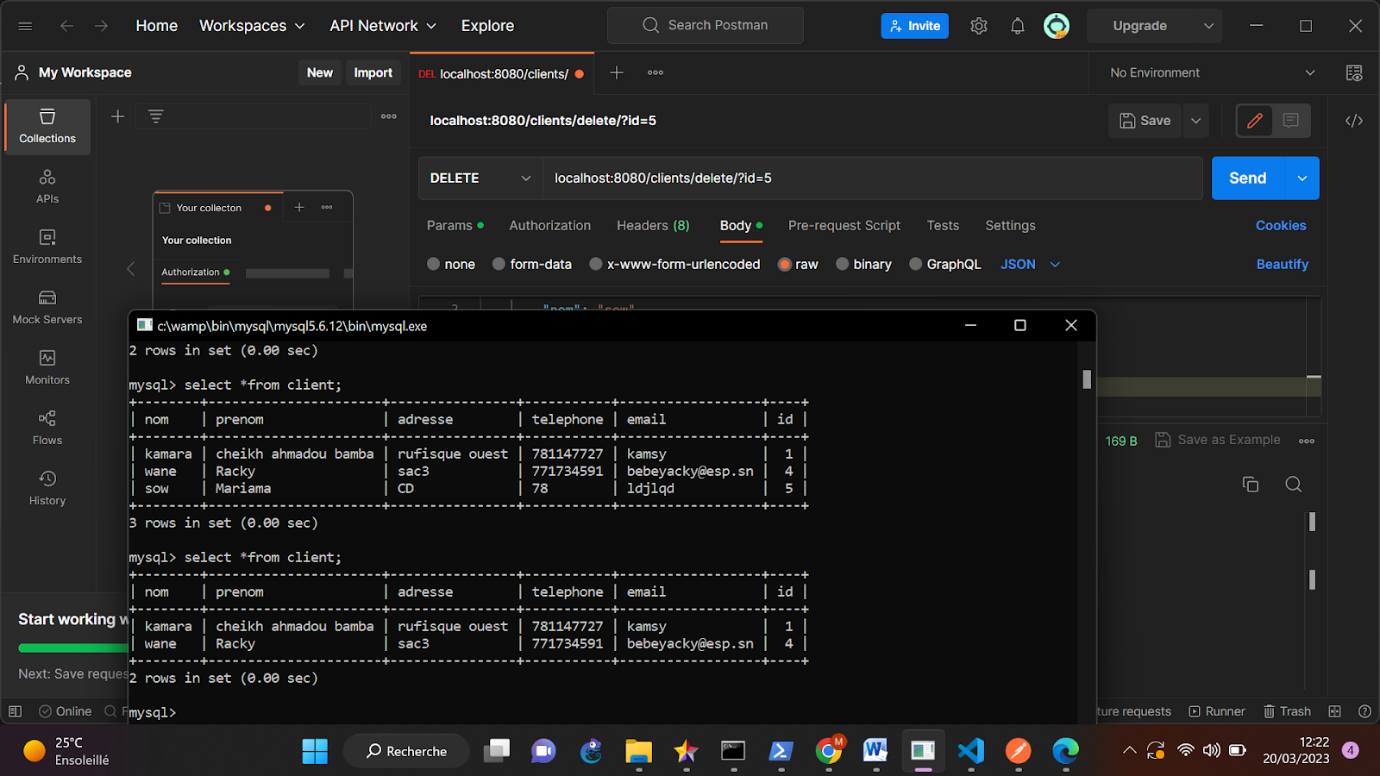 Home Workspaces API Network Explore Search Postman Invite Upgrade
My Workspace New Import DEL localhost:8080/clients/ No Environment
Collections
localhost:8080/clients/delete/?id=5 Save
APIs
DELETE localhost:8080/clients/delete/?id=5 Send
Your collecton
Environments
Your collection
Authorization
Mock Servers
Params Authorization Headers (8) Body Pre-request Script Tests Settings Cookies
none form-data x-www-form-urlencoded raw binary GraphQL JSON Beautify
Monitors
Flows
History
c:\wamp\bin\mysql\mysql5.6.12\bin\mysql.exe
2 rows in set (0.00 sec)
mysql> select *from client;
+--------+----------------------+----------------+-----------+------------------+----+
| nom | prenom | adresse | telephone | email | id |
+--------+----------------------+----------------+-----------+------------------+----+
| kamara | cheikh ahmadou bamba | rufisque ouest | 781147727 | kamsy | 1 |
| wane | Racky | sac3 | 771734591 | bebeyacky@esp.sn | 4 |
| sow | Mariama | CD | 78 | ldjlqd | 5 |
+--------+----------------------+----------------+-----------+------------------+----+
3 rows in set (0.00 sec)
mysql> select *from client;
+--------+----------------------+----------------+-----------+------------------+----+
| nom | prenom | adresse | telephone | email | id |
+--------+----------------------+----------------+-----------+------------------+----+
| kamara | cheikh ahmadou bamba | rufisque ouest | 781147727 | kamsy | 1 |
| wane | Racky | sac3 | 771734591 | bebeyacky@esp.sn | 4 |
+--------+----------------------+----------------+-----------+------------------+----+
2 rows in set (0.00 sec)
mysql>
169 B Save as Example
Start working
Next: Save
Online
requests Runner Trash
25°C
Ensoleillé
Recherche
M
12:22
20/03/2023
4